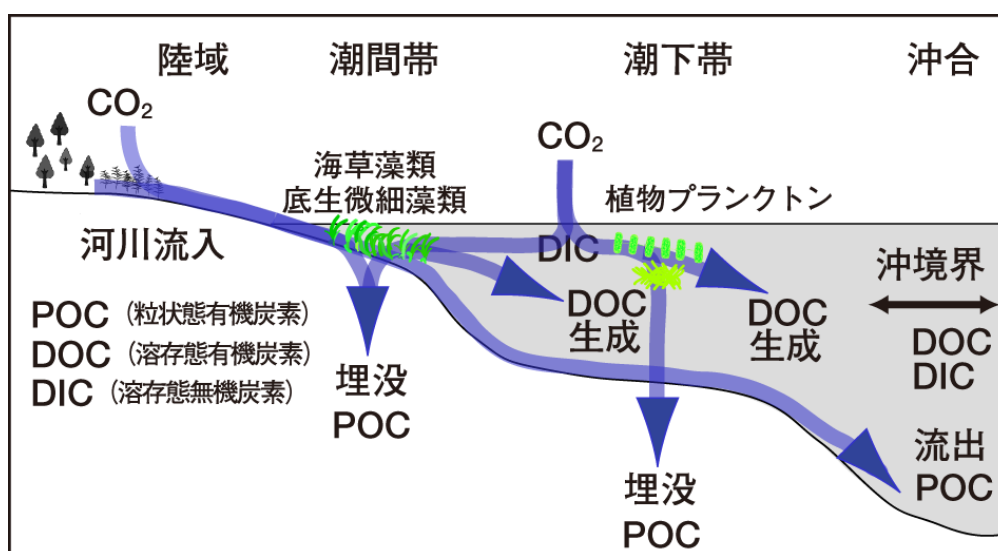 陸域
潮間帯
潮下帯
沖合
CO₂
CO₂
海草藻類
底生微細藻類
植物プランクトン
河川流入
DIC
沖境界
POC（粒状態有機炭素）
DOC（溶存態有機炭素）
DIC（溶存態無機炭素）
DOC
生成
DOC
生成
DOC
DIC
埋没
POC
流出
POC
埋没
POC